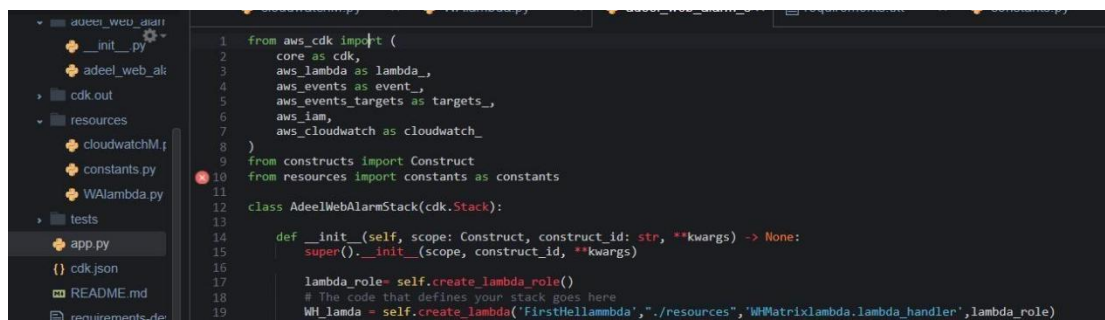 adeel_web_alarm
__init__.py
adeel_web_ala
cdk.out
resources
cloudwatchM.p
constants.py
WAlambda.py
tests
app.py
{} cdk.json
README.md
requirements-de
cloudwatchM.py
WAlambda.py
adeel_web_alarm_s
requirements.txt
constants.py
1 from aws_cdk import (
2 core as cdk,
3 aws_lambda as lambda_,
4 aws_events as event_,
5 aws_events_targets as targets_,
6 aws_iam,
7 aws_cloudwatch as cloudwatch_
8 )
9 from constructs import Construct
10 from resources import constants as constants
11
12 class AdeelWebAlarmStack(cdk.Stack):
13
14 def __init__(self, scope: Construct, construct_id: str, **kwargs) -> None:
15 super().__init__(scope, construct_id, **kwargs)
16
17 lambda_role= self.create_lambda_role()
18 # The code that defines your stack goes here
19 WH_lamda = self.create_lambda('FirstHellammbda',"./resources",'WHMatrixlambda.lambda_handler',lambda_role)